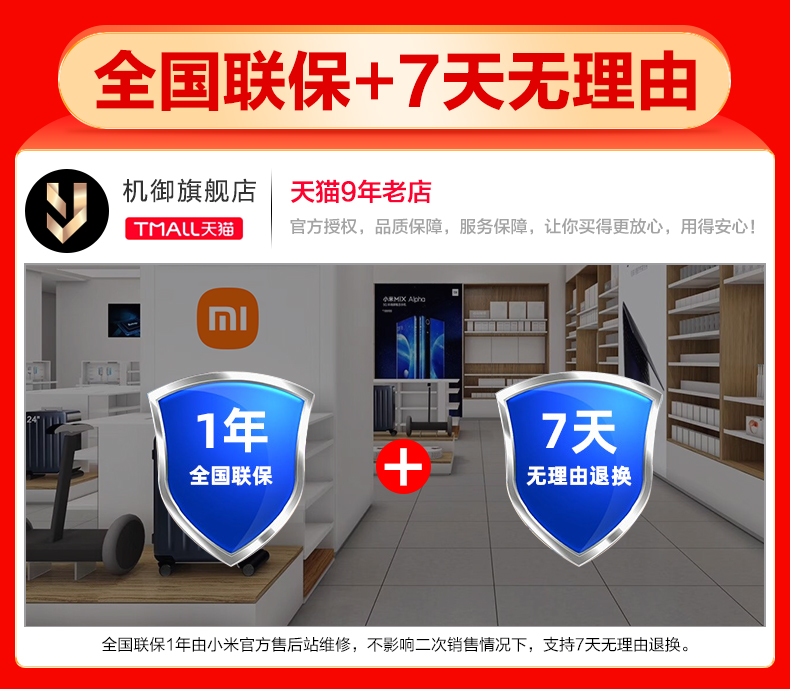 全国联保+7天无理由
机御旗舰店
TMALL天猫
天猫9年老店
官方授权，品质保障，服务保障，让你买得更放心，用得安心！
小米MIX Alpha
24"
1年
全国联保
7天
无理由退换
全国联保1年由小米官方售后站维修，不影响二次销售情况下，支持7天无理由退换。